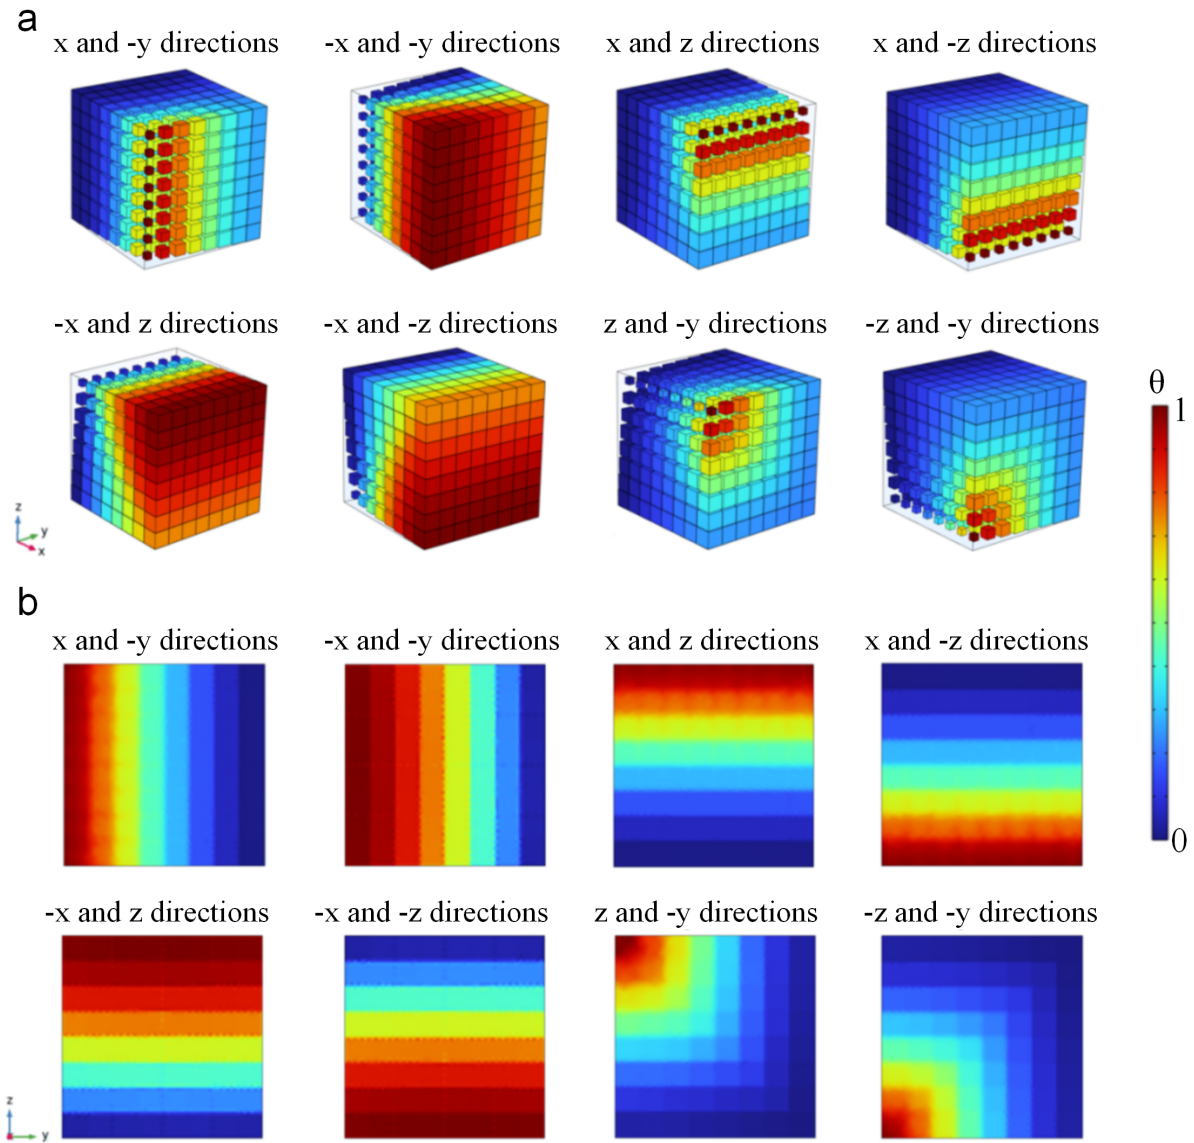 a
x and -y directions
-x and -y directions
x and z directions
x and -z directions
-x and z directions
-x and -z directions
z and -y directions
-z and -y directions
θ
1
0
z
y
x
b
x and -y directions
-x and -y directions
x and z directions
x and -z directions
-x and z directions
-x and -z directions
z and -y directions
-z and -y directions
z
y